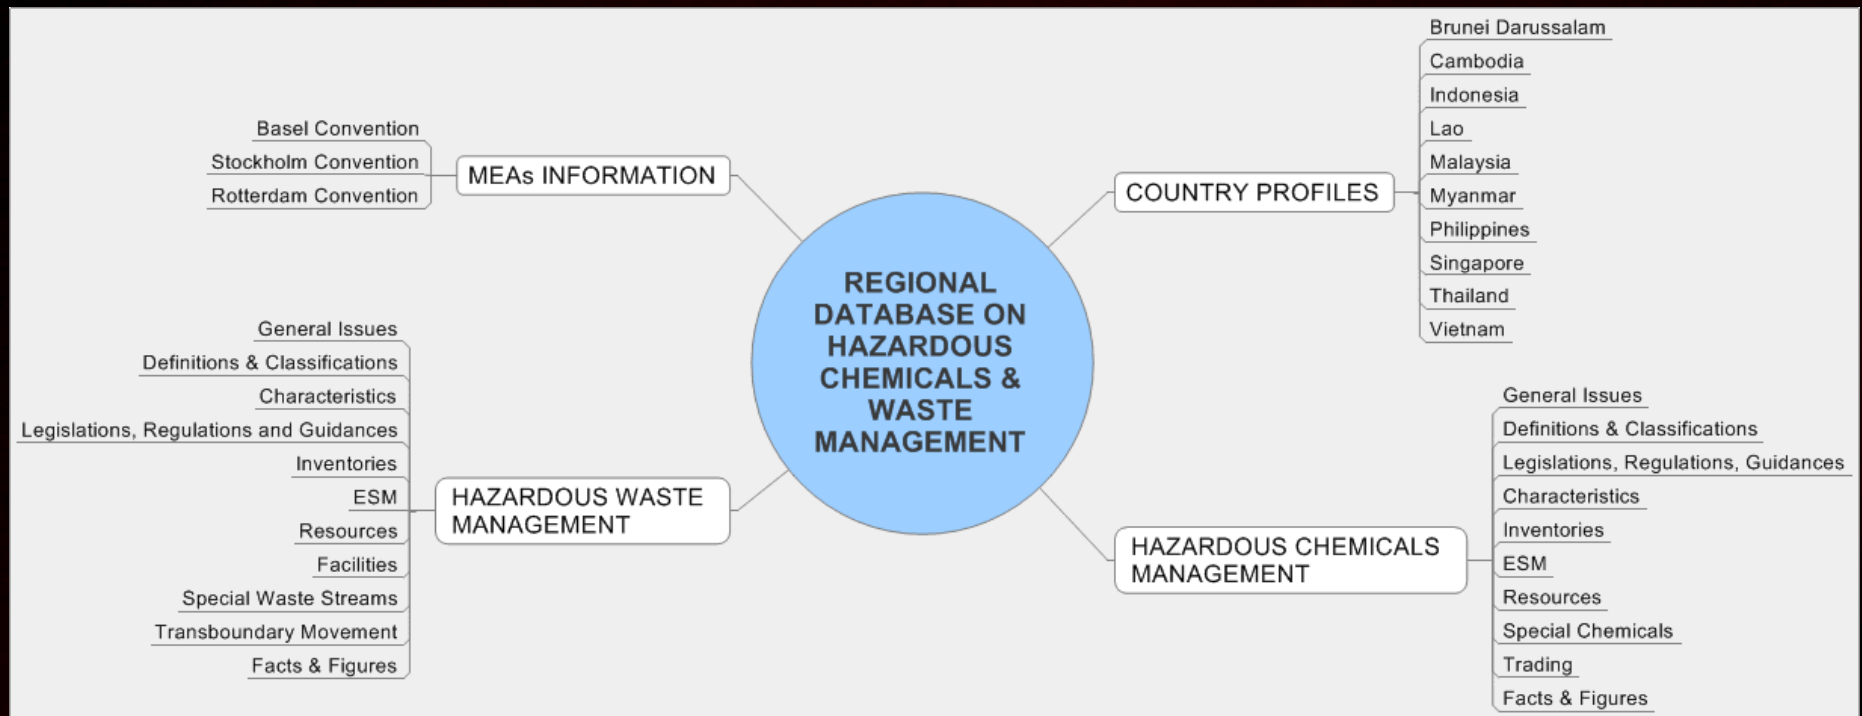 Basel Convention
Stockholm Convention
Rotterdam Convention
MEAs INFORMATION
General Issues
Definitions & Classifications
Characteristics
Legislations, Regulations and Guidances
Inventories
ESM
Resources
Facilities
Special Waste Streams
Transboundary Movement
Facts & Figures
HAZARDOUS WASTE
MANAGEMENT
REGIONAL
DATABASE ON
HAZARDOUS
CHEMICALS &
WASTE
MANAGEMENT
COUNTRY PROFILES
Brunei Darussalam
Cambodia
Indonesia
Lao
Malaysia
Myanmar
Philippines
Singapore
Thailand
Vietnam
HAZARDOUS CHEMICALS
MANAGEMENT
General Issues
Definitions & Classifications
Legislations, Regulations, Guidances
Characteristics
Inventories
ESM
Resources
Special Chemicals
Trading
Facts & Figures